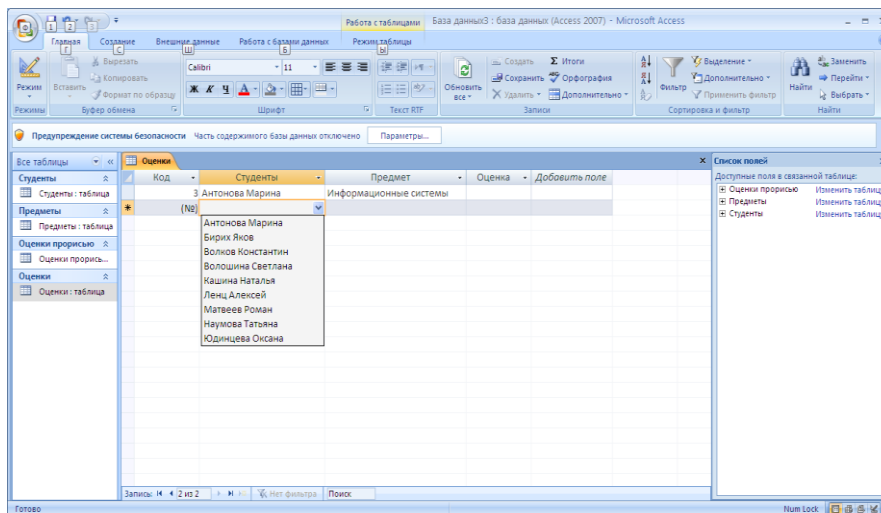 Работа с таблицами База данных3 : база данных (Access 2007) - Microsoft Access
Главная Создание Внешние данные Работа с базами данных Режим таблицы
Г С Ш Б Ы
Режим
Режимы
Вставить
Вырезать
Копировать
Формат по образцу
Буфер обмена
Calibri 11
Ж К Ч
Шрифт
Текст RTF
Обновить все
Создать
Сохранить
Удалить
Итоги
Орфография
Дополнительно
Записи
Фильтр
Выделение
Дополнительно
Применить фильтр
Сортировка и фильтр
Найти
Заменить
Перейти
Выбрать
Найти
Предупреждение системы безопасности Часть содержимого базы данных отключено Параметры...
Все таблицы
Студенты
Студенты : таблица
Предметы
Предметы : таблица
Оценки прорисью
Оценки прорись...
Оценки
Оценки : таблица
Оценки
Код Студенты Предмет Оценка Добавить поле
3 Антонова Марина Информационные системы
(№)
Антонова Марина
Бирих Яков
Волков Константин
Волошина Светлана
Кашина Наталья
Ленц Алексей
Матвеев Роман
Наумова Татьяна
Юдинцева Оксана
Список полей
Доступные поля в связанной таблице:
Оценки прорисью Изменить таблиц
Предметы Изменить таблиц
Студенты Изменить таблиц
Запись: 2 из 2 Нет фильтра Поиск
Готово Num Lock